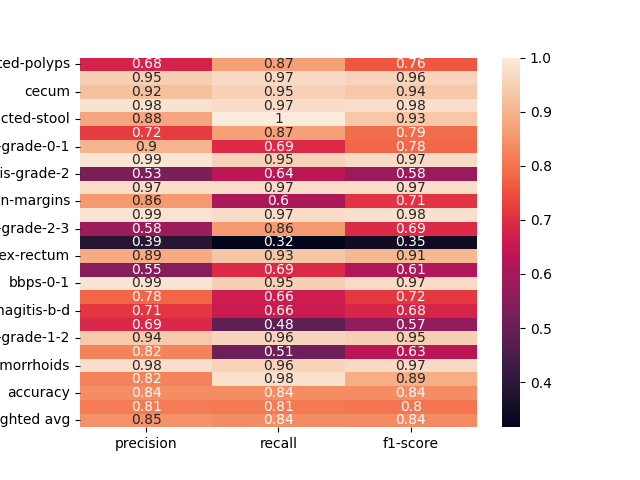 ted-polyps 0.68 0.87 0.76
0.95 0.97 0.96
cecum 0.92 0.95 0.94
0.98 0.97 0.98
cted-stool 0.88 1 0.93
0.72 0.87 0.79
-grade-0-1 0.9 0.69 0.78
0.99 0.95 0.97
is-grade-2 0.53 0.64 0.58
0.97 0.97 0.97
n-margins 0.86 0.6 0.71
0.99 0.97 0.98
-grade-2-3 0.58 0.86 0.69
0.39 0.32 0.35
ex-rectum 0.89 0.93 0.91
0.55 0.69 0.61
bbps-0-1 0.99 0.95 0.97
0.78 0.66 0.72
nagitis-b-d 0.71 0.66 0.68
0.69 0.48 0.57
-grade-1-2 0.94 0.96 0.95
0.82 0.51 0.63
morrhoids 0.98 0.96 0.97
0.82 0.98 0.89
accuracy 0.84 0.84 0.84
0.81 0.81 0.8
ghted avg 0.85 0.84 0.84
precision recall f1-score
1.0
0.9
0.8
0.7
0.6
0.5
0.4